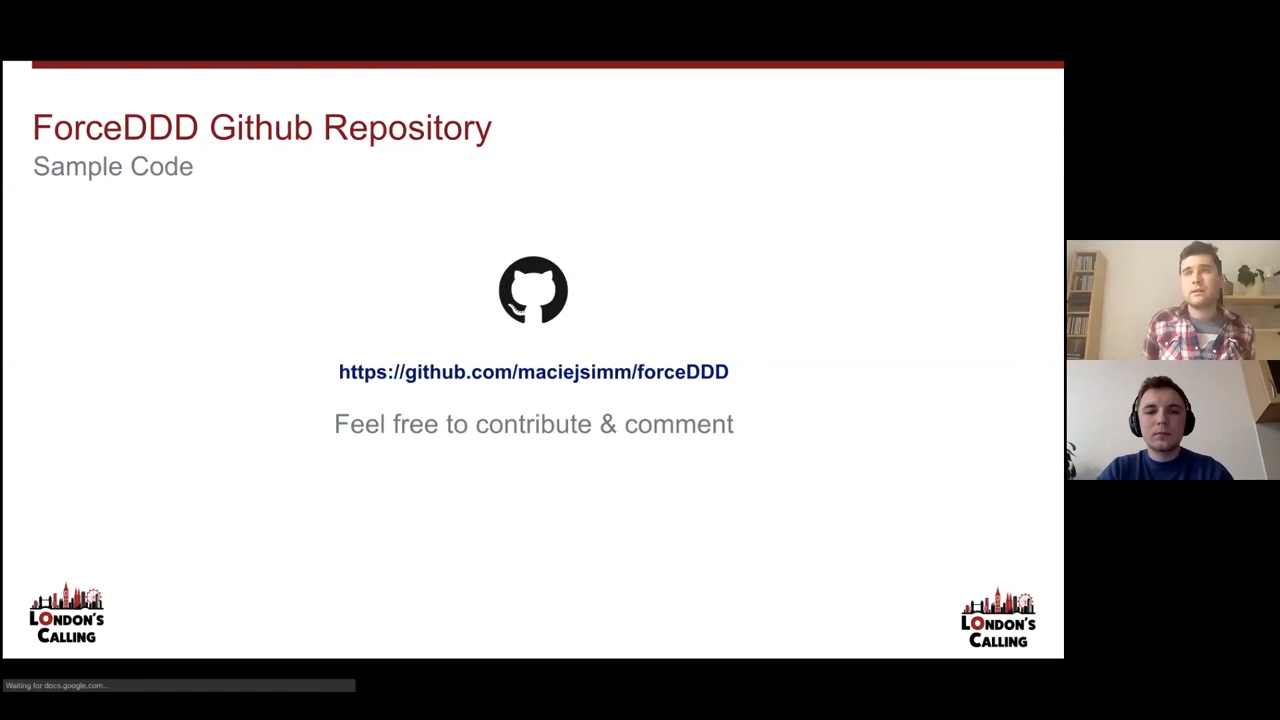 ForceDDD Github Repository
Sample Code
https://github.com/maciejsimm/forceDDD
Feel free to contribute & comment
LONDON'S
CALLING
LONDON'S
CALLING
Waiting for docs.google.com...